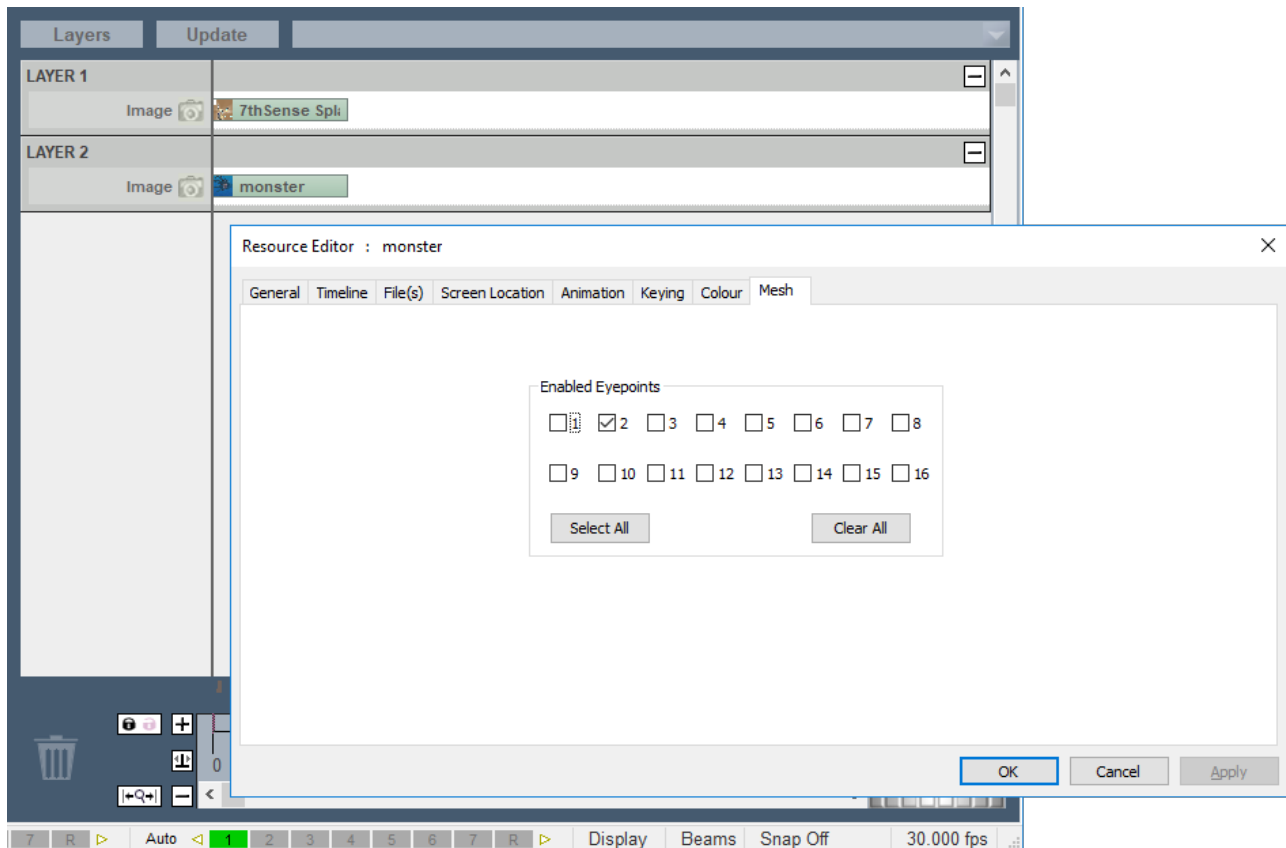 Layers Update
LAYER 1
Image 7thSense Spl
LAYER 2
Image monster
Resource Editor : monster
General Timeline File(s) Screen Location Animation Keying Colour Mesh
Enabled Eyepoints
1 2 3 4 5 6 7 8
9 10 11 12 13 14 15 16
Select All Clear All
0
OK Cancel Apply
7 R Auto 1 2 3 4 5 6 7 R Display Beams Snap Off 30.000 fps